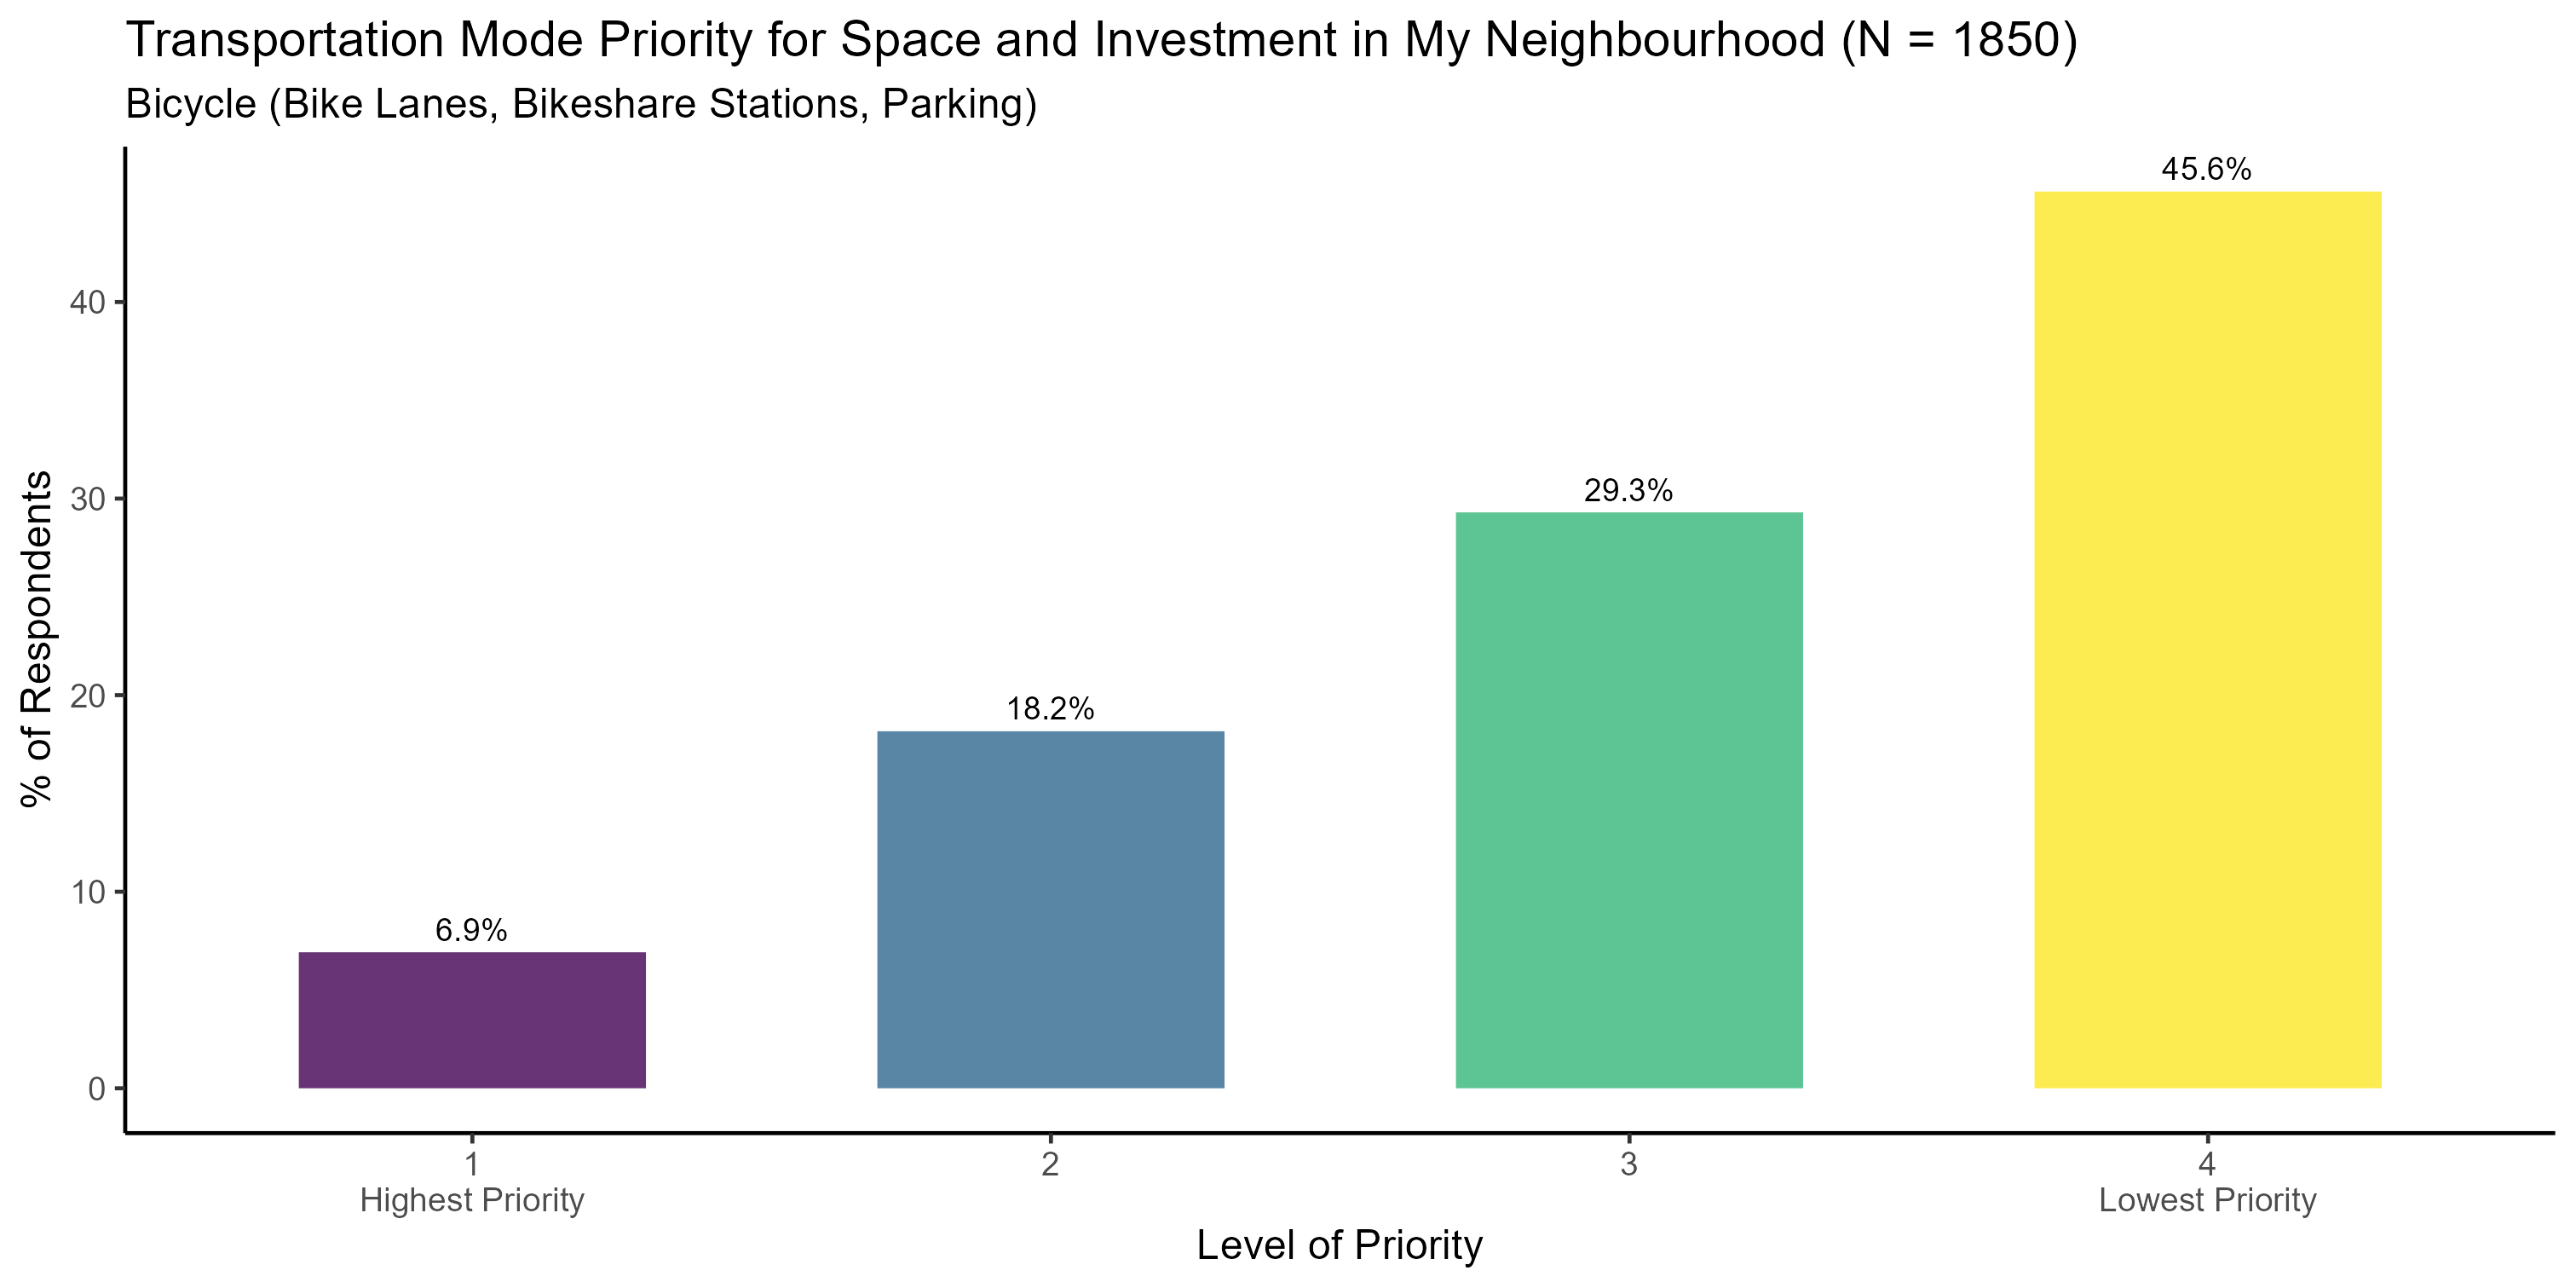 Transportation Mode Priority for Space and Investment in My Neighbourhood (N = 1850)
Bicycle (Bike Lanes, Bikeshare Stations, Parking)
% of Respondents
40
30
20
10
0
6.9%
18.2%
29.3%
45.6%
1
Highest Priority
2
3
4
Lowest Priority
Level of Priority